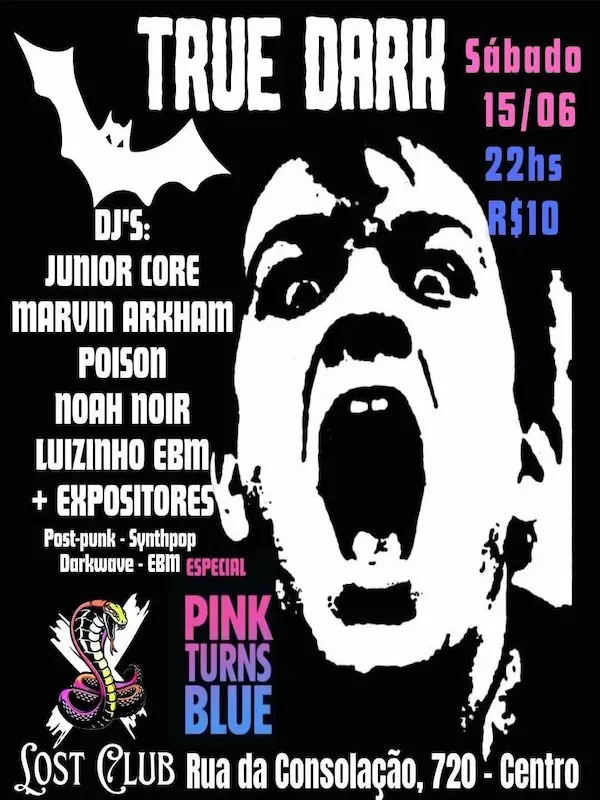 TRUE DARK
Sábado
15/06
22hs
R$10
DJ'S:
JUNIOR CORE
MARVIN ARKHAM
POISON
NOAH NOIR
LUIZINHO EBM
+ EXPOSITORES
Post-punk - Synthpop
Darkwave - EBM
ESPECIAL
PINK
TURNS
BLUE
LOST CLUB
Rua da Consolação, 720 - Centro